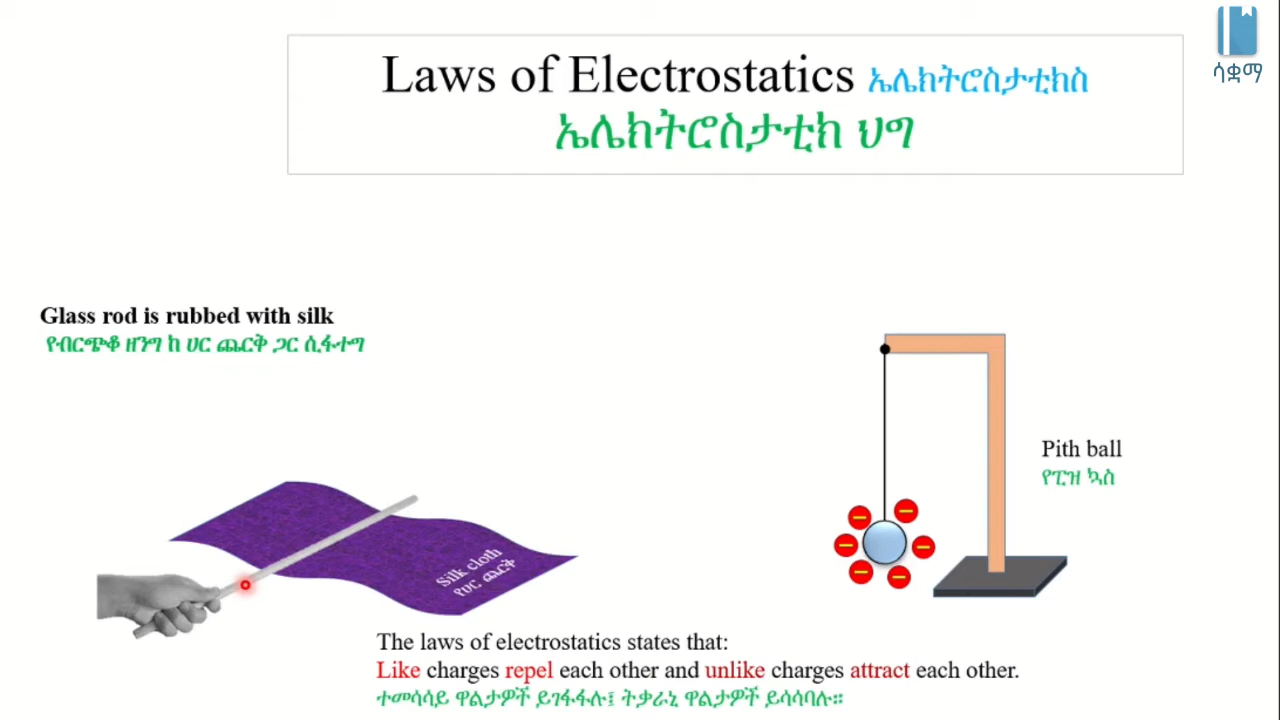 ሳቋማ
Laws of Electrostatics ኤሌክትሮስታቲክስ
ኤሌክትሮስታቲክ ህግ
Glass rod is rubbed with silk
የብርጭቆ ዘንግ ከ ሀር ጨርቅ ጋር ሲፋተግ
Pith ball
የፒዝ ኳስ
Silk cloth
የሀር ጨርቅ
The laws of electrostatics states that:
Like charges repel each other and unlike charges attract each other.
ተመሳሳይ ዋልታዎች ይገፋፋሉ፤ ትቃራኒ ዋልታዎች ይሳሳባሉ።